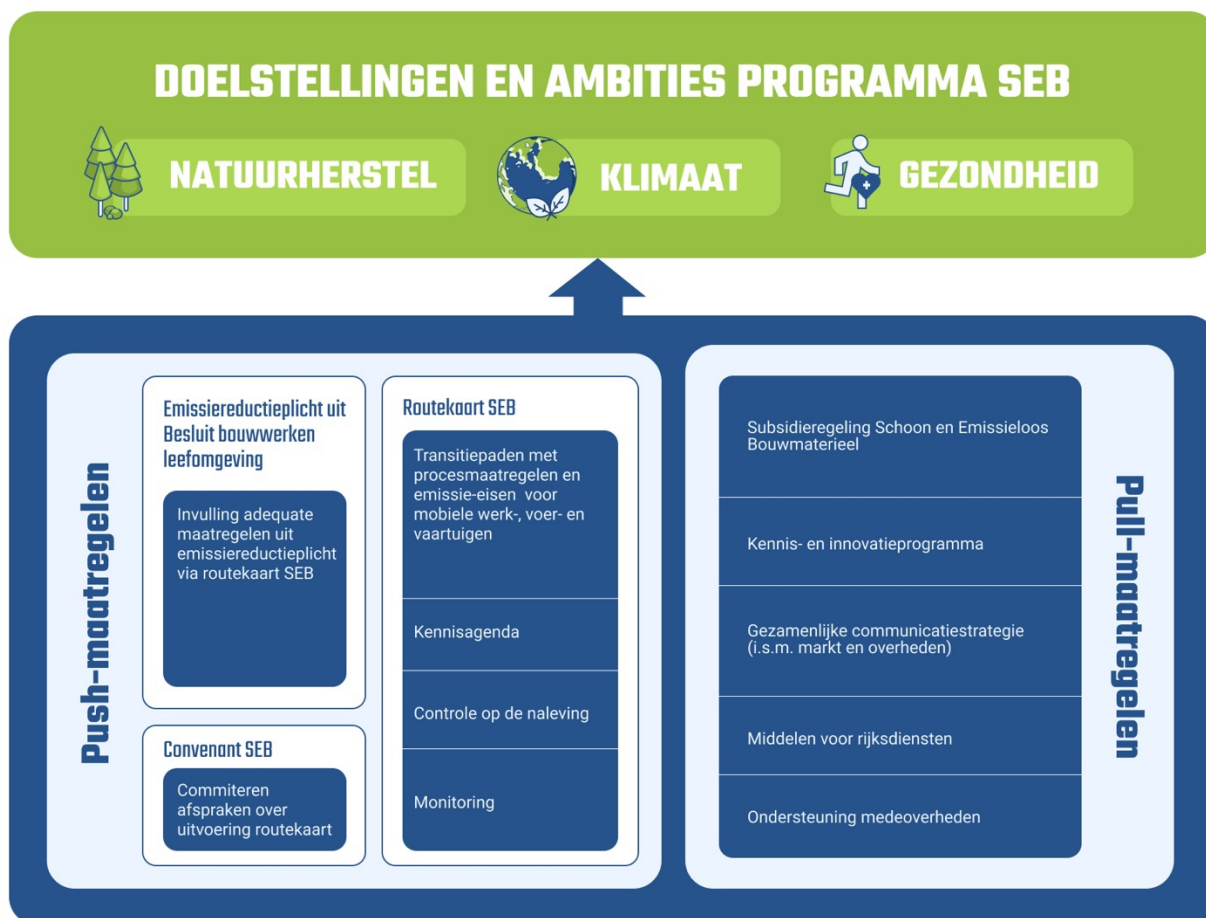 DOELSTELLINGEN EN AMBITIES PROGRAMMA SEB
NATUURHERSTEL
KLIMAAT
GEZONDHEID
Push-maatregelen
Emissiereductieplicht uit
Besluit bouwwerken
leefomgeving
Invulling adequate
maatregelen uit
emissiereductieplicht
via routekaart SEB
Convenant SEB
Commiteren
afspraken over
uitvoering routekaart
Routekaart SEB
Transitiepaden met
procesmaatregelen en
emissie-eisen voor
mobiele werk-, voer- en
vaartuigen
Kennisagenda
Controle op de naleving
Monitoring
Subsidieregeling Schoon en Emissieloos
Bouwmaterieel
Kennis- en innovatieprogramma
Gezamenlijke communicatiestrategie
(i.s.m. markt en overheden)
Middelen voor rijksdiensten
Ondersteuning medeoverheden
Pull-maatregelen